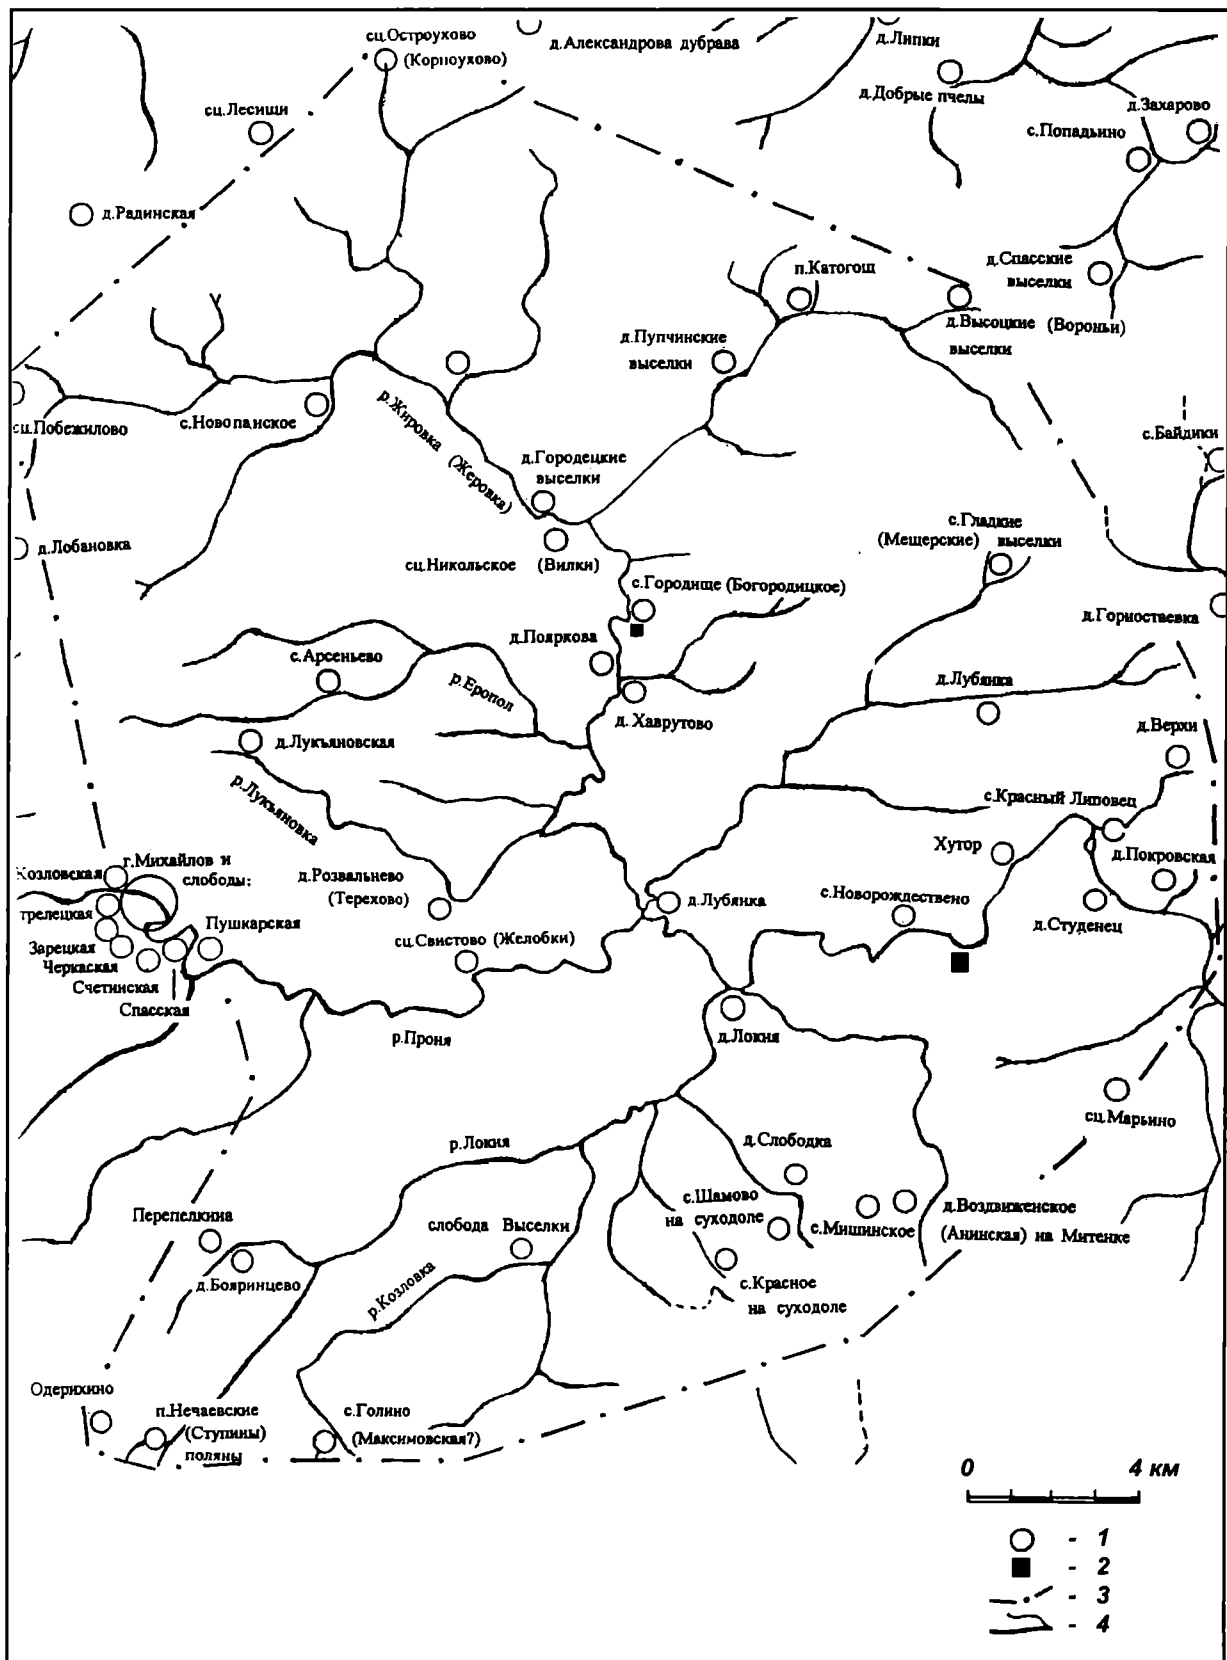 сц.Остроухово
(Корноухово)
д.Александрова дубрава
д.Липки
д.Добрые пчелы
д.Захарово
с.Попадьино
сц.Лесищи
д.Радинская
д.Спасские
выселки
п.Катогощ
д.Высоцкие (Вороньи)
выселки
д.Пупчинские
выселки
сц.Побежилово
с.Новопанское
р.Жировка (Жеровка)
с.Байдики
д.Городецкие
выселки
д.Лобановка
сц.Никольское (Вилки)
с.Гладкие
(Мещерские) выселки
с.Городище (Богородицкое)
д.Горностаевка
д.Пояркова
с.Арсеньево
р.Еропол
д.Хаврутово
д.Лубянка
д.Верхи
д.Лукъяновская
р.Лукъяновка
с.Красный Липовец
Хутор
д.Покровская
г.Михайлов и
слободы:
Козловская
трелецкая
Зарецкая
Черкаская
Счетинская
Спасская
Пушкарская
д.Розвальнево
(Терехово)
сц.Свистово (Желобки)
д.Лубянка
с.Новорождествено
д.Студенец
р.Проня
д.Локня
сц.Марьино
р.Локня
д.Слободка
с.Шамово
на суходоле
с.Мишинское
д.Воздвиженское
(Анинская) на Митенке
Перепелкина
слобода Выселки
д.Бояринцево
р.Козловка
с.Красное
на суходоле
Одерихино
п.Нечаевские
(Ступины)
поляны
с.Голино
(Максимовская?)
0 4 км
- 1
- 2
- 3
- 4